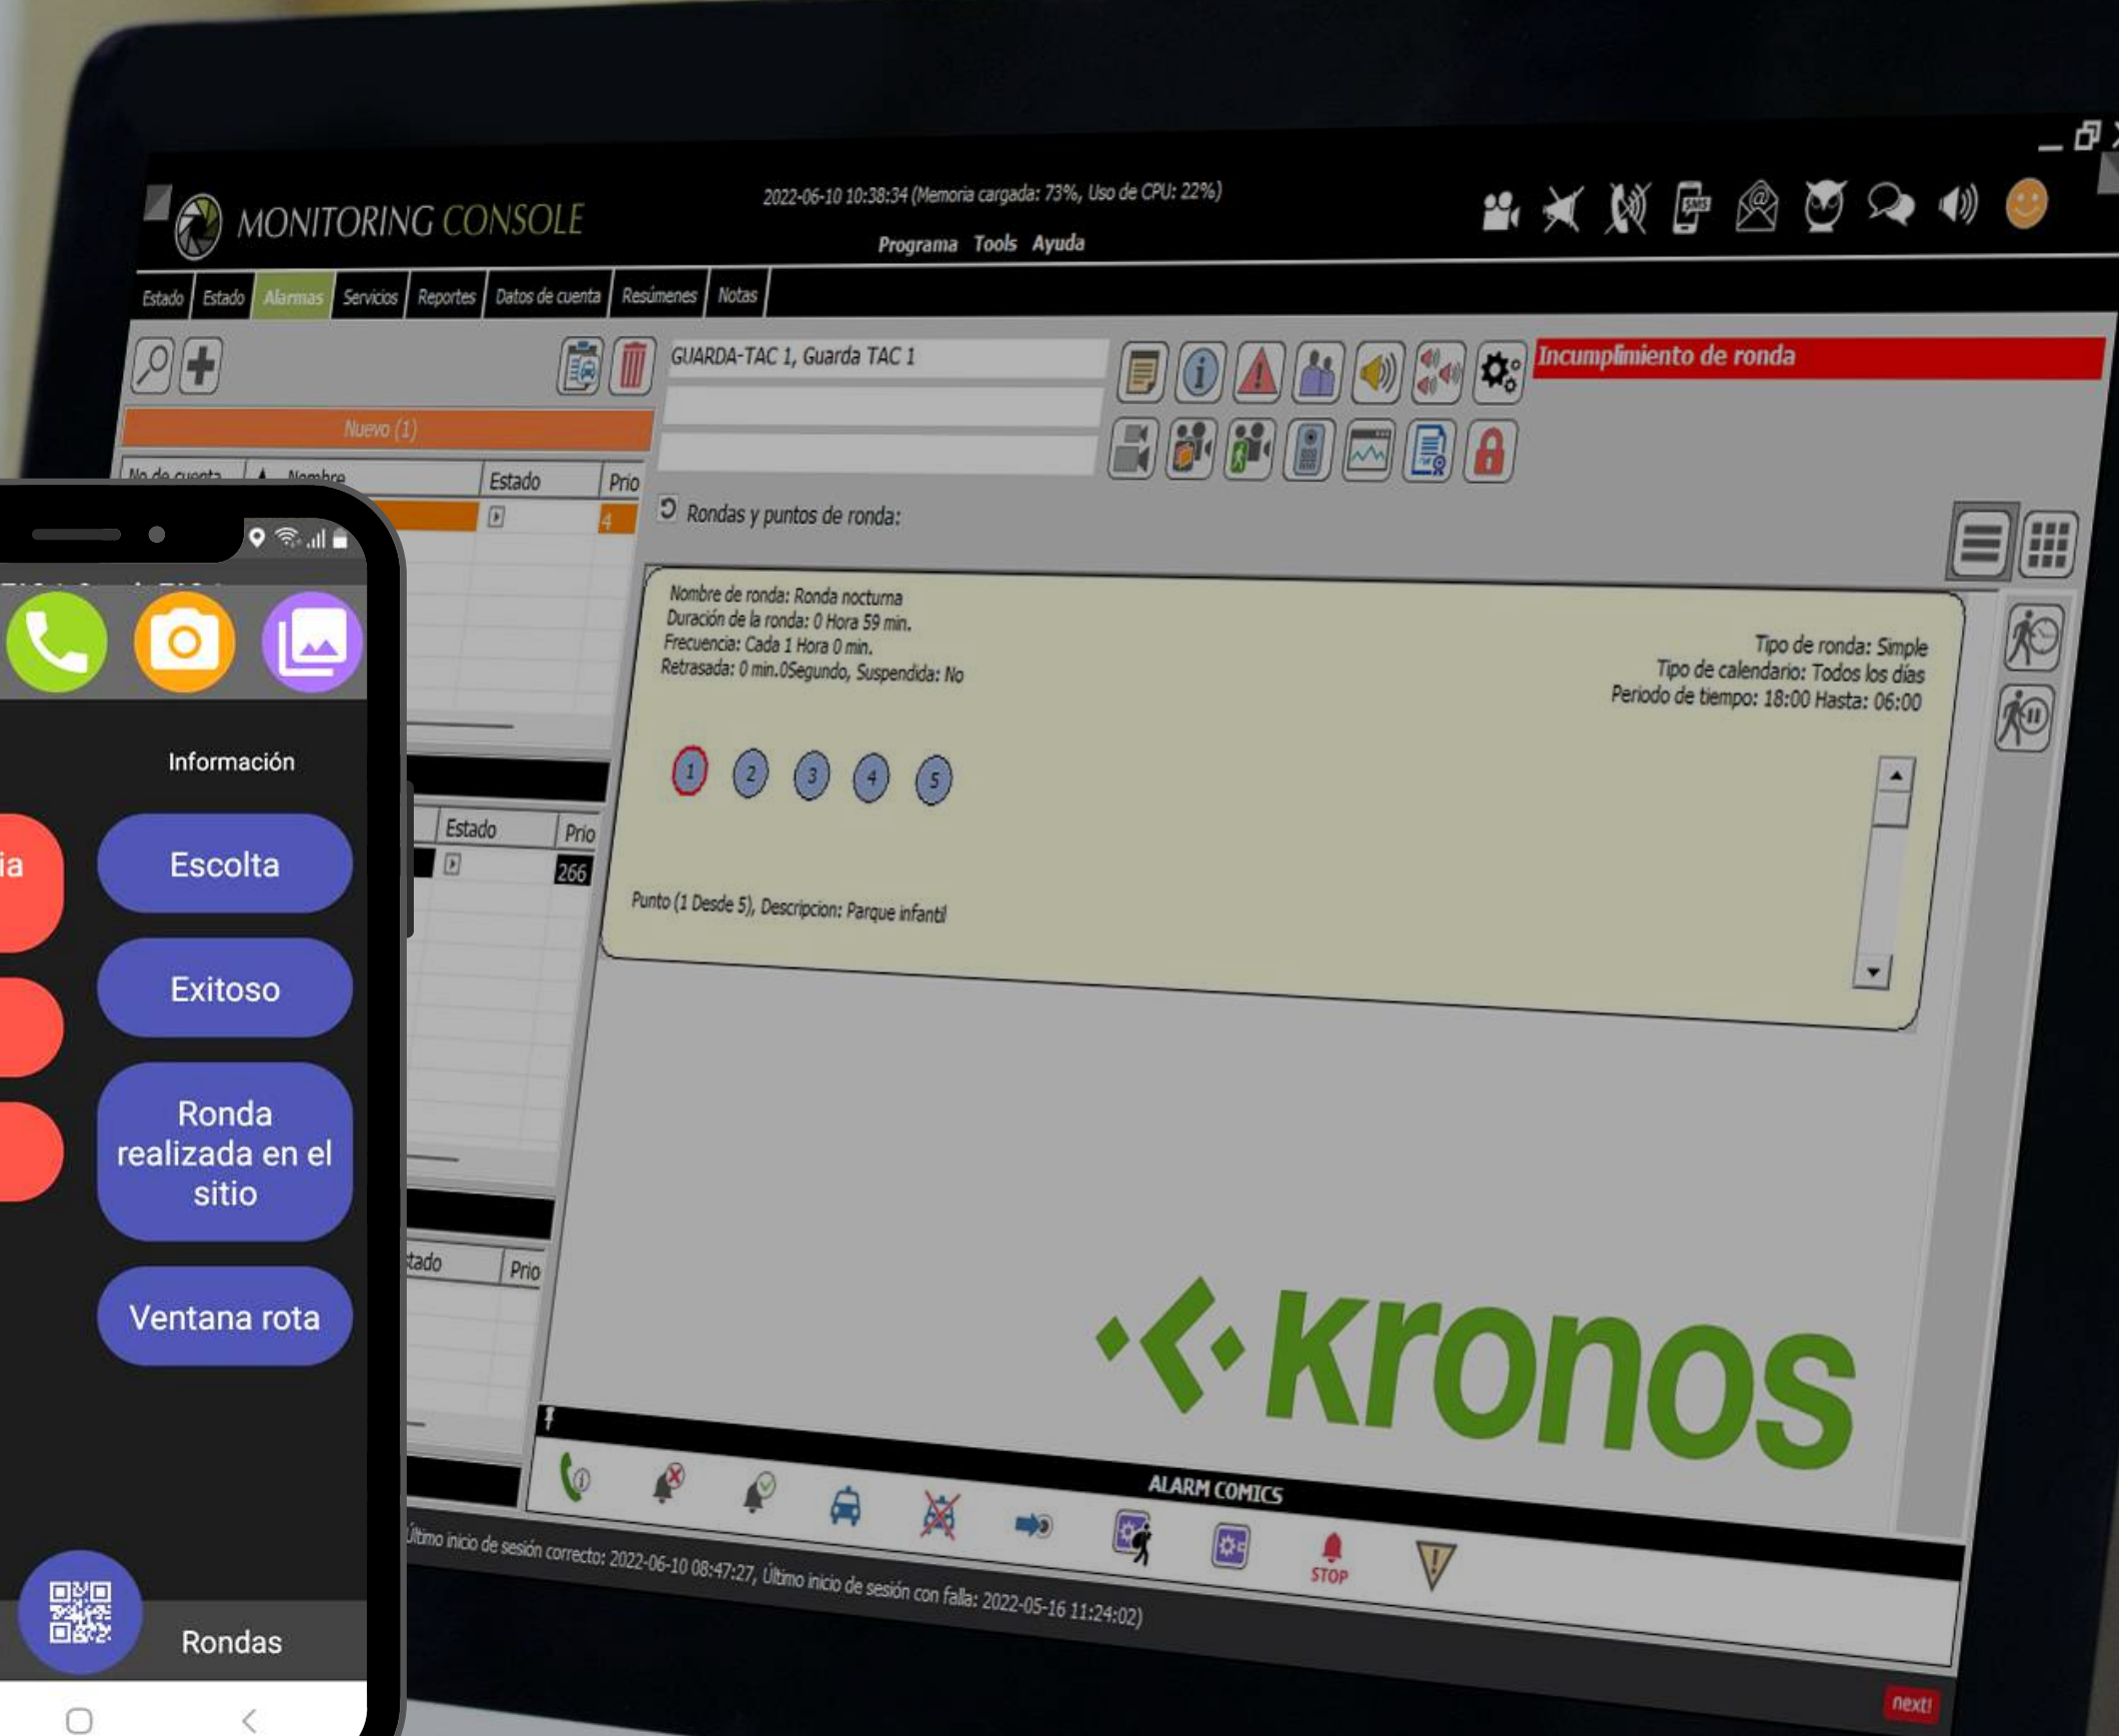 MONITORING CONSOLE
2022-06-10 10:38:34 (Memoria cargada: 73%, Uso de CPU: 22%)
Programa Tools Ayuda
SMS
Estado Estado Alarmas Servicios Reportes Datos de cuenta Resúmenes Notas
GUARDA-TAC 1, Guarda TAC 1
Incumplimiento de ronda
Nuevo (1)
No de cuenta Nombre Estado Prio
4
Rondas y puntos de ronda:
Nombre de ronda: Ronda nocturna
Duración de la ronda: 0 Hora 59 min.
Frecuencia: Cada 1 Hora 0 min.
Retrasada: 0 min.0Segundo, Suspendida: No
Tipo de ronda: Simple
Tipo de calendario: Todos los días
Periodo de tiempo: 18:00 Hasta: 06:00
1 2 3 4 5
Punto (1 Desde 5), Descripcion: Parque infantil
Estado Prio
266
tado Prio
kronos
ALARM COMICS
STOP
Último inicio de sesión correcto: 2022-06-10 08:47:27, Último inicio de sesión con falla: 2022-05-16 11:24:02)
next!
Información
ia
Escolta
Exitoso
Ronda
realizada en el
sitio
Ventana rota
Rondas